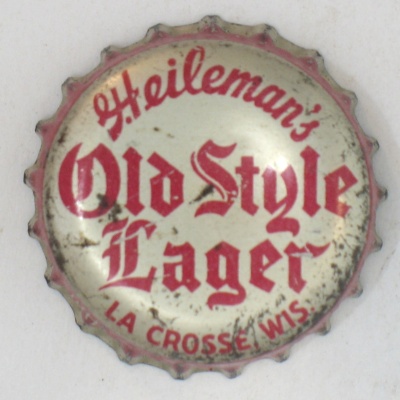 Heileman's
Old Style
Lager
LA CROSSE, WIS.